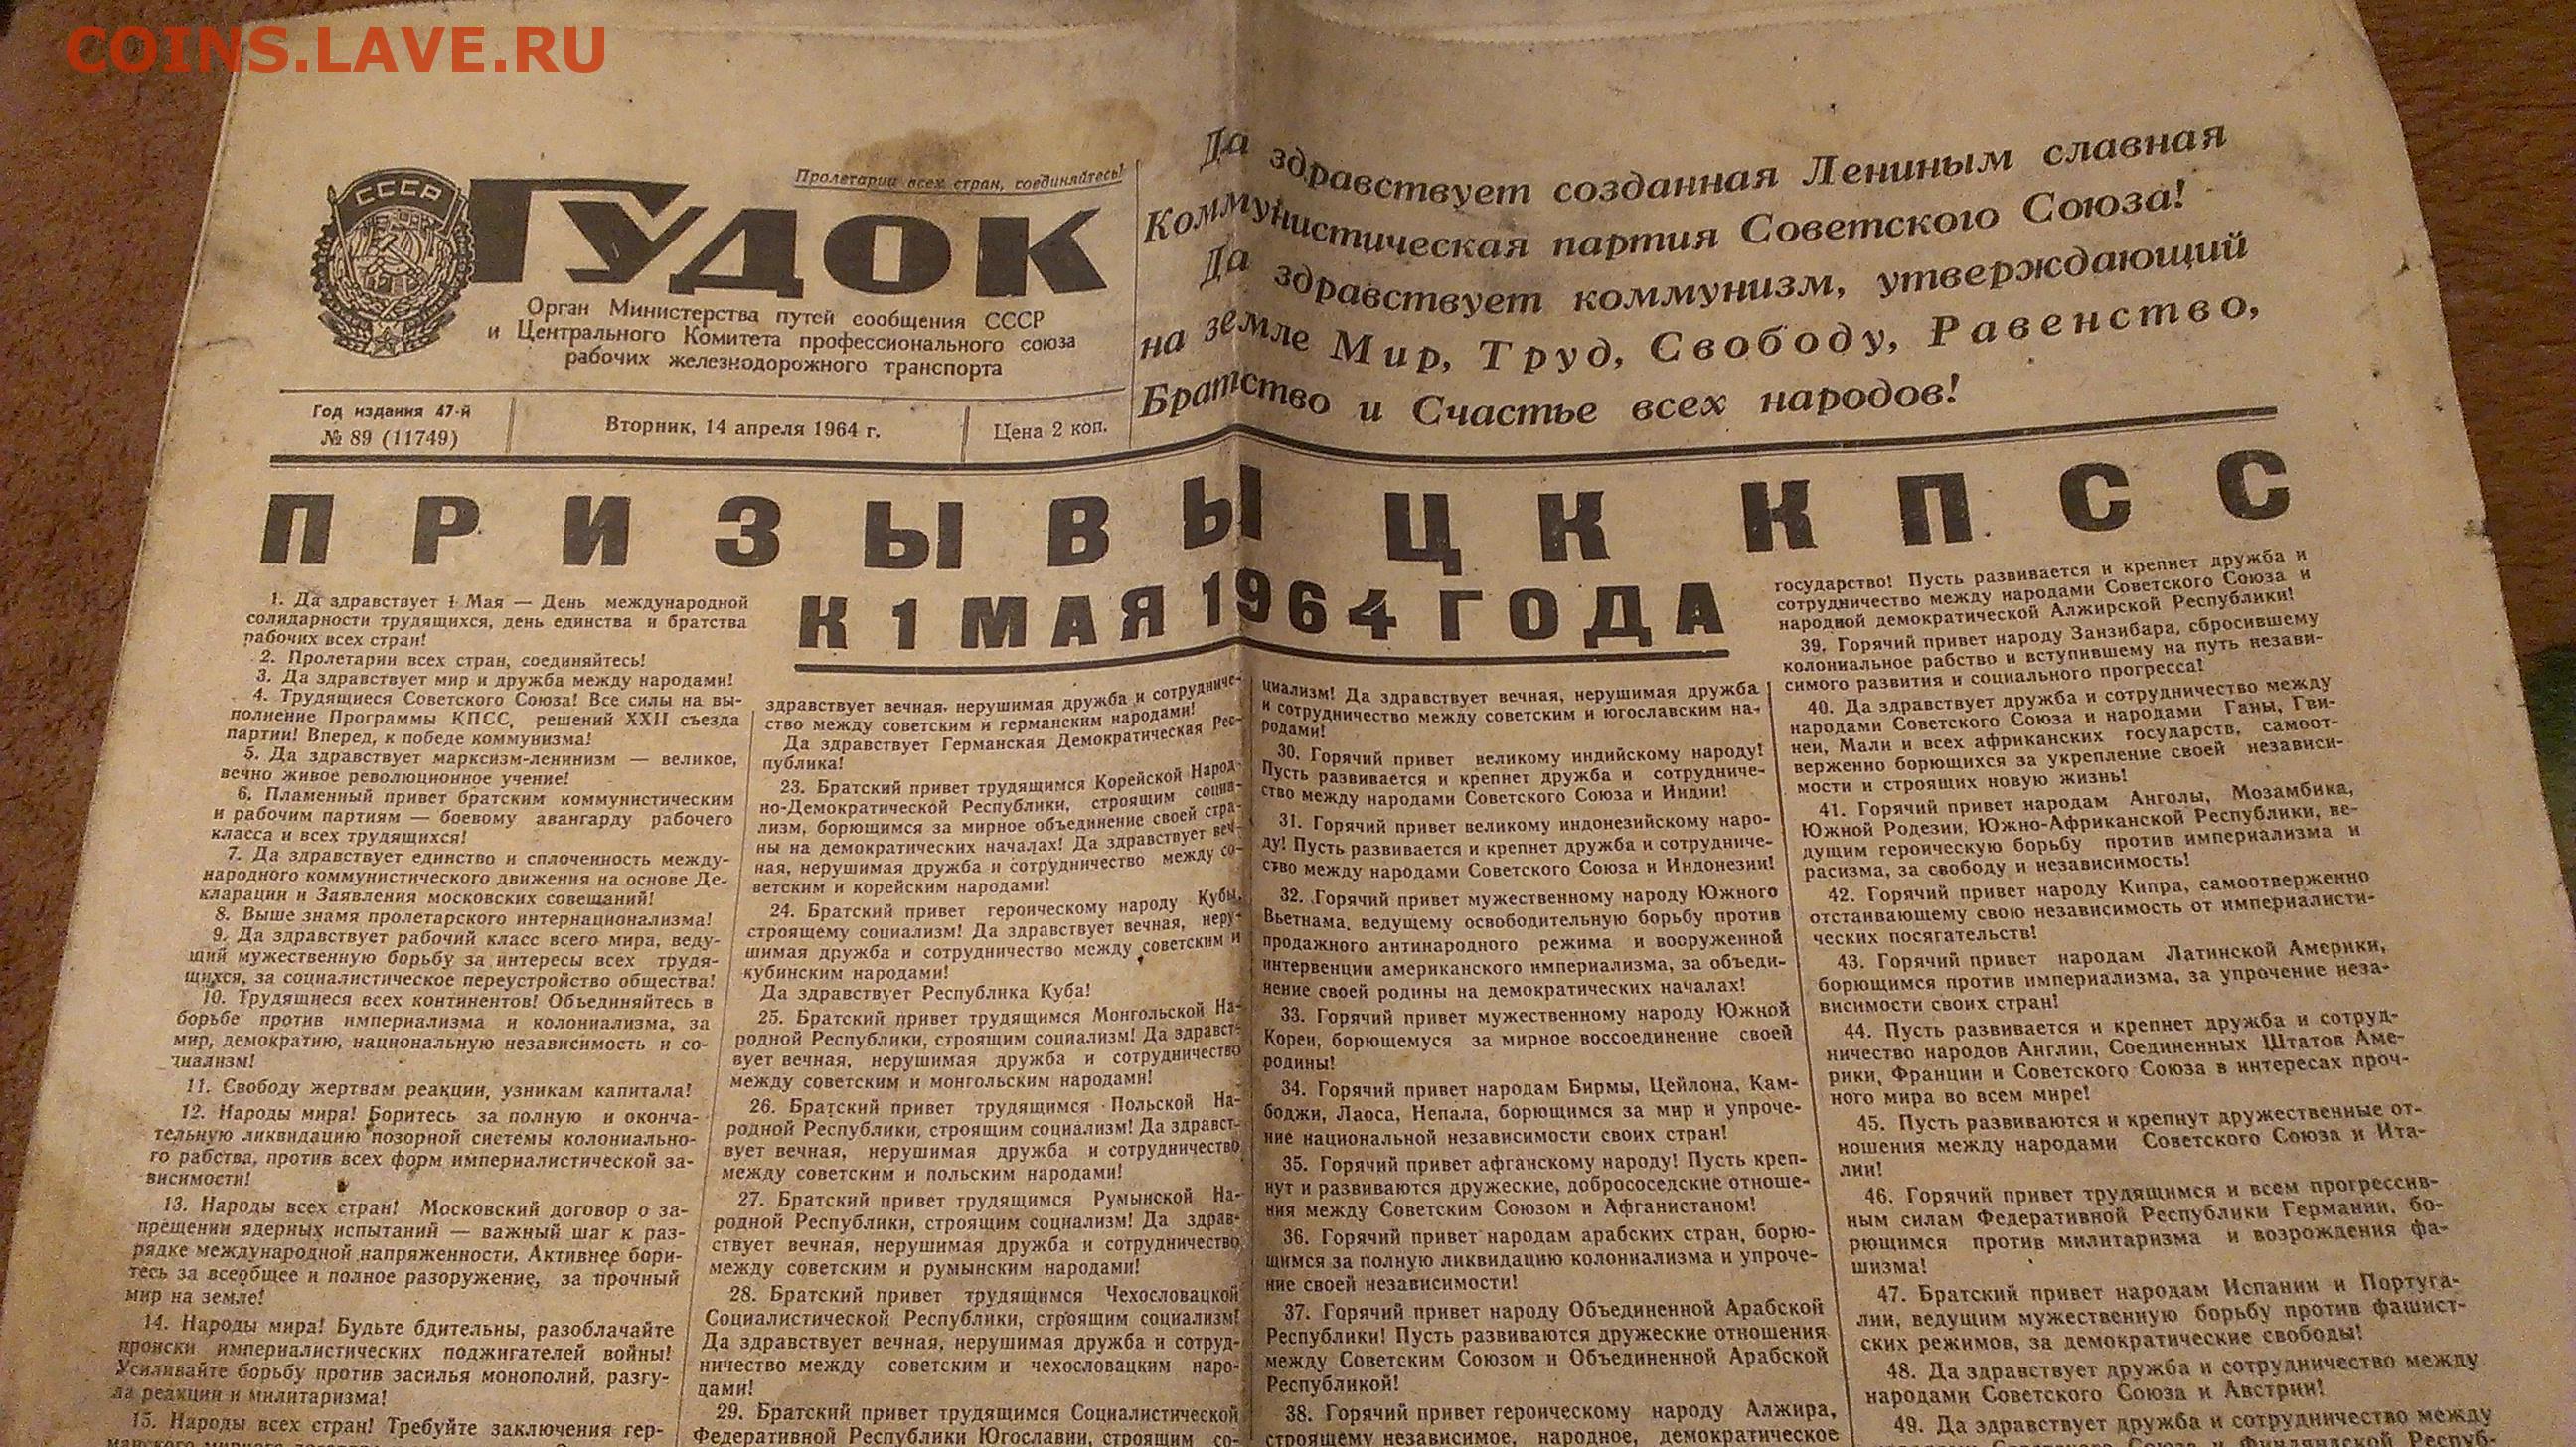 COINS.LAVE.RU
СССР
Пролетарии всех стран, соединяйтесь!
ГУДОК
Орган Министерства путей сообщения СССР
и Центрального Комитета профессионального союза
рабочих железнодорожного транспорта
Год издания 47-й
№ 89 (11749)
Вторник, 14 апреля 1964 г.
Цена 2 коп.
Да здравствует созданная Лениным славная
Коммунистическая партия Советского Союза!
Да здравствует коммунизм, утверждающий
на земле Мир, Труд, Свободу, Равенство,
Братство и Счастье всех народов!
ПРИЗЫВЫ ЦК КПСС
К 1 МАЯ 1964 ГОДА
1. Да здравствует 1 Мая — День международной
солидарности трудящихся, день единства и братства
рабочих всех стран!
2. Пролетарии всех стран, соединяйтесь!
3. Да здравствует мир и дружба между народами!
4. Трудящиеся Советского Союза! Все силы на вы-
полнение Программы КПСС, решений XXII съезда
партии! Вперед, к победе коммунизма!
5. Да здравствует марксизм-ленинизм — великое,
вечно живое революционное учение!
6. Пламенный привет братским коммунистическим
и рабочим партиям — боевому авангарду рабочего
класса и всех трудящихся!
7. Да здравствует единство и сплоченность между-
народного коммунистического движения на основе Де-
кларации и Заявления московских совещаний!
8. Выше знамя пролетарского интернационализма!
9. Да здравствует рабочий класс всего мира, веду-
щий мужественную борьбу за интересы всех трудя-
щихся, за социалистическое переустройство общества!
10. Трудящиеся всех континентов! Объединяйтесь в
борьбе против империализма и колониализма, за
мир, демократию, национальную независимость и со-
циализм!
11. Свободу жертвам реакции, узникам капитала!
12. Народы мира! Боритесь за полную и оконча-
тельную ликвидацию позорной системы колониально-
го рабства, против всех форм империалистической за-
висимости!
13. Народы всех стран! Московский договор о за-
прещении ядерных испытаний — важный шаг к раз-
рядке международной напряженности. Активнее бори-
тесь за всеобщее и полное разоружение, за прочный
мир на земле!
14. Народы мира! Будьте бдительны, разоблачайте
происки империалистических поджигателей войны!
Усиливайте борьбу против засилья монополий, разгу-
ла реакции и милитаризма!
15. Народы всех стран! Требуйте заключения гер-
здравствует вечная, нерушимая дружба и сотрудниче-
ство между советским и германским народами!
Да здравствует Германская Демократическая Рес-
публика!
23. Братский привет трудящимся Корейской Народ-
но-Демократической Республики, строящим социа-
лизм, борющимся за мирное объединение своей стра-
ны на демократических началах! Да здравствует веч-
ная, нерушимая дружба и сотрудничество между со-
ветским и корейским народами!
24. Братский привет героическому народу Кубы,
строящему социализм! Да здравствует вечная, неру-
шимая дружба и сотрудничество между советским и
кубинским народами!
Да здравствует Республика Куба!
25. Братский привет трудящимся Монгольской На-
родной Республики, строящим социализм! Да здравст-
вует вечная, нерушимая дружба и сотрудничество
между советским и монгольским народами!
26. Братский привет трудящимся Польской На-
родной Республики, строящим социализм! Да здравст-
вует вечная, нерушимая дружба и сотрудничество
между советским и польским народами!
27. Братский привет трудящимся Румынской На-
родной Республики, строящим социализм! Да здрав-
ствует вечная, нерушимая дружба и сотрудничество
между советским и румынским народами!
28. Братский привет трудящимся Чехословацкой
Социалистической Республики, строящим социализм!
Да здравствует вечная, нерушимая дружба и сотруд-
ничество между советским и чехословацким наро-
дами!
29. Братский привет трудящимся Социалистической
Федеративной Республики Югославии, строящим со-
циализм! Да здравствует вечная, нерушимая дружба
и сотрудничество между советским и югославским на-
родами!
30. Горячий привет великому индийскому народу!
Пусть развивается и крепнет дружба и сотрудниче-
ство между народами Советского Союза и Индии!
31. Горячий привет великому индонезийскому наро-
ду! Пусть развивается и крепнет дружба и сотрудниче-
ство между народами Советского Союза и Индонезии!
32. Горячий привет мужественному народу Южного
Вьетнама, ведущему освободительную борьбу против
продажного антинародного режима и вооруженной
интервенции американского империализма, за объеди-
нение своей родины на демократических началах!
33. Горячий привет мужественному народу Южной
Кореи, борющемуся за мирное воссоединение своей
родины!
34. Горячий привет народам Бирмы, Цейлона, Кам-
боджи, Лаоса, Непала, борющимся за мир и упроче-
ние национальной независимости своих стран!
35. Горячий привет афганскому народу! Пусть креп-
нут и развиваются дружеские, добрососедские отноше-
ния между Советским Союзом и Афганистаном!
36. Горячий привет народам арабских стран, борю-
щимся за полную ликвидацию колониализма и упроче-
ние своей независимости!
37. Горячий привет народу Объединенной Арабской
Республики! Пусть развиваются дружеские отношения
между Советским Союзом и Объединенной Арабской
Республикой!
38. Горячий привет героическому народу Алжира,
строящему независимое, народное, демократическое
государство! Пусть развивается и крепнет дружба и
сотрудничество между народами Советского Союза и
народной демократической Алжирской Республики!
39. Горячий привет народу Занзибара, сбросившему
колониальное рабство и вступившему на путь незави-
симого развития и социального прогресса!
40. Да здравствует дружба и сотрудничество между
народами Советского Союза и народами Ганы, Гви-
неи, Мали и всех африканских государств, самоот-
верженно борющихся за укрепление своей независи-
мости и строящих новую жизнь!
41. Горячий привет народам Анголы, Мозамбика,
Южной Родезии, Южно-Африканской Республики, ве-
дущим героическую борьбу против империализма и
расизма, за свободу и независимость!
42. Горячий привет народу Кипра, самоотверженно
отстаивающему свою независимость от империалисти-
ческих посягательств!
43. Горячий привет народам Латинской Америки,
борющимся против империализма, за упрочение неза-
висимости своих стран!
44. Пусть развивается и крепнет дружба и сотруд-
ничество народов Англии, Соединенных Штатов Аме-
рики, Франции и Советского Союза в интересах проч-
ного мира во всем мире!
45. Пусть развиваются и крепнут дружественные от-
ношения между народами Советского Союза и Ита-
лии!
46. Горячий привет трудящимся и всем прогрессив-
ным силам Федеративной Республики Германии, бо-
рющимся против милитаризма и возрождения фа-
шизма!
47. Братский привет народам Испании и Португа-
лии, ведущим мужественную борьбу против фашист-
ских режимов, за демократические свободы!
48. Да здравствует дружба и сотрудничество между
народами Советского Союза и Австрии!
49. Да здравствует дружба и сотрудничество между